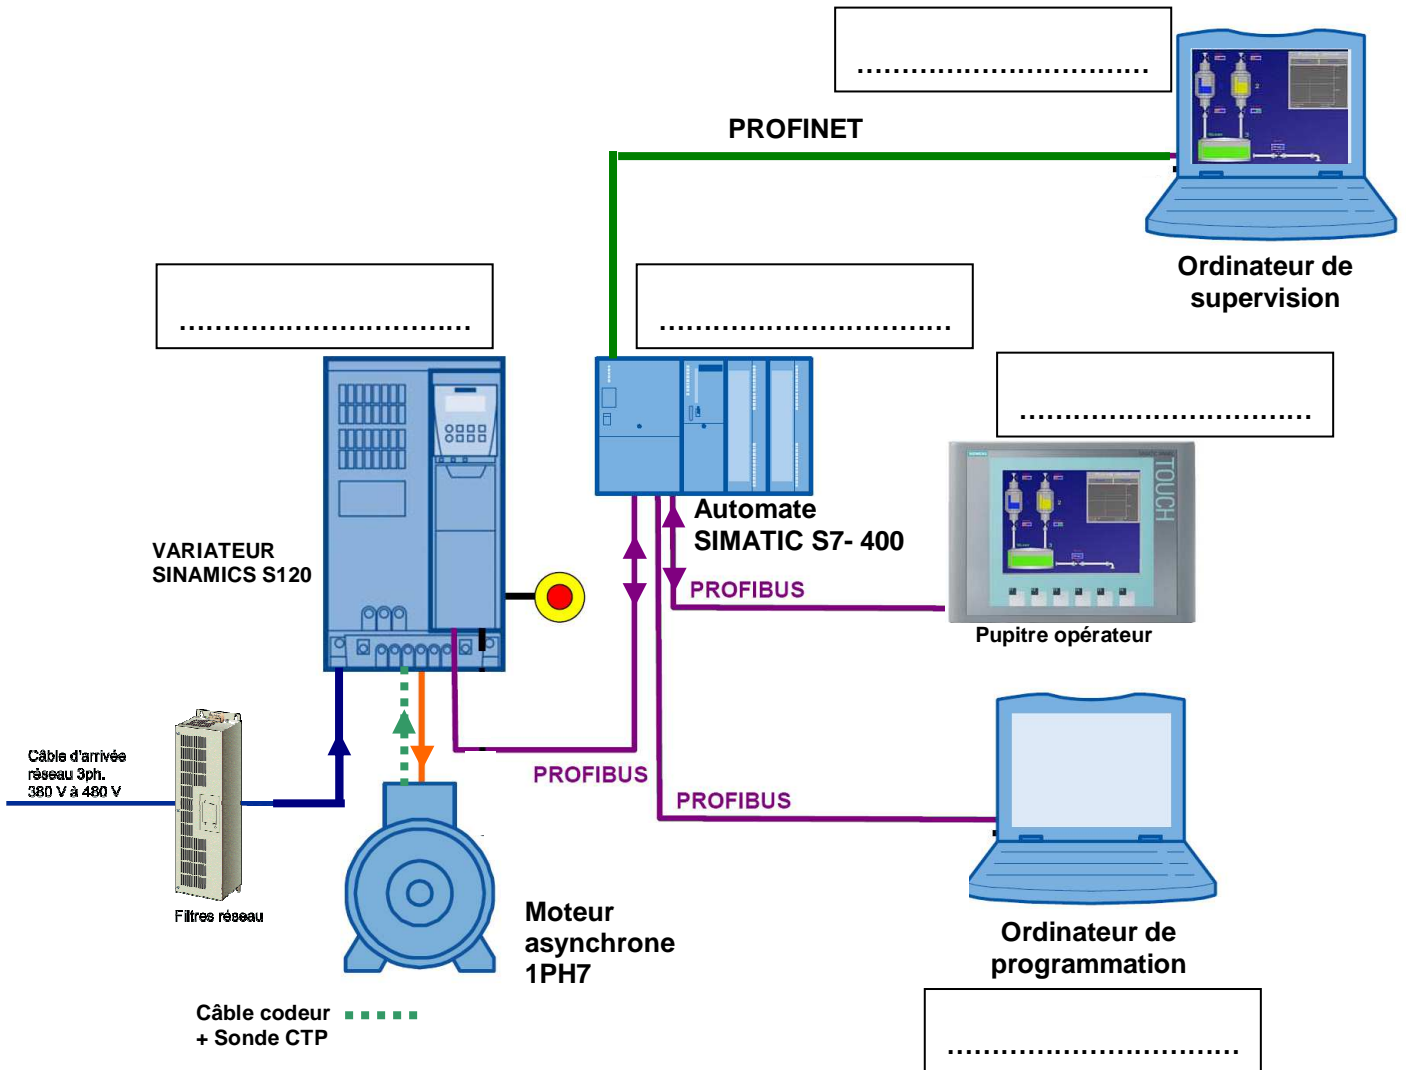 ..................................
PROFINET
Ordinateur de
supervision
..................................
..................................
..................................
SIEMENS
TOUCH
Automate
SIMATIC S7- 400
VARIATEUR
SINAMICS S120
PROFIBUS
Pupitre opérateur
Câble d'arrivée
réseau 3ph.
380 V à 480 V
PROFIBUS
PROFIBUS
Filtres réseau
Moteur
asynchrone
1PH7
Ordinateur de
programmation
Câble codeur
+ Sonde CTP
..................................